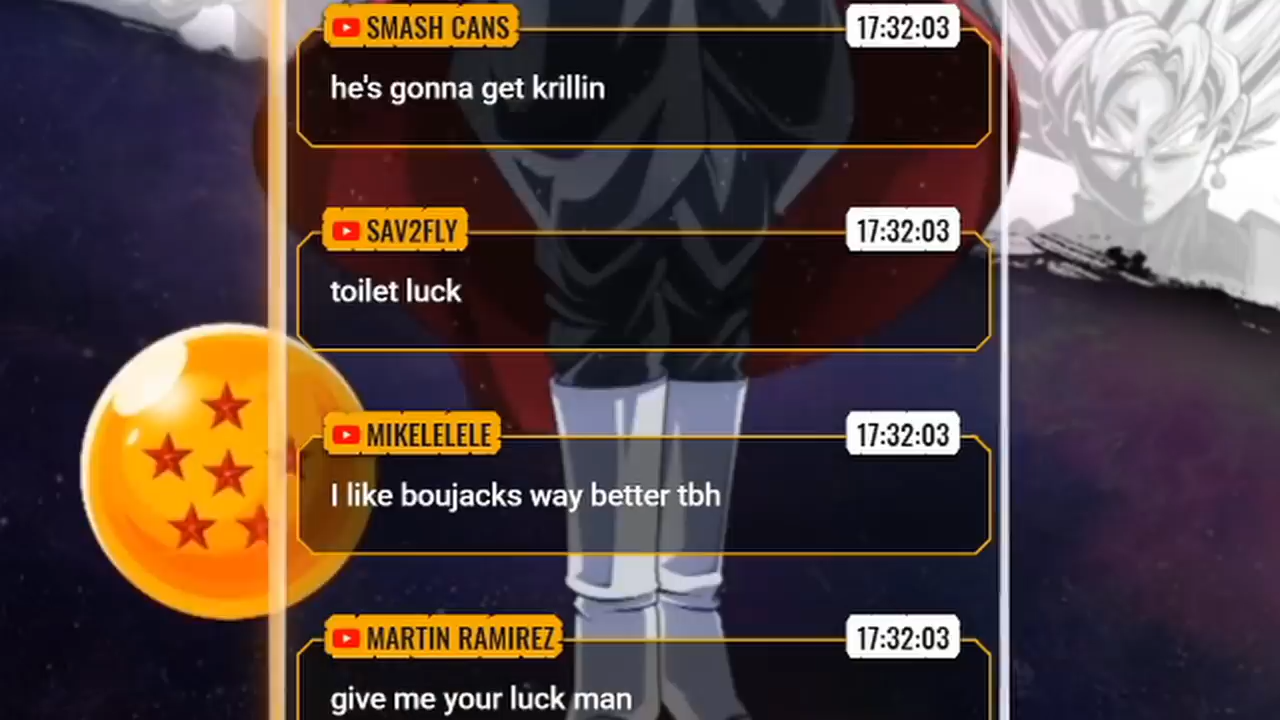 SMASH CANS 17:32:03
he's gonna get krillin
SAV2FLY 17:32:03
toilet luck
MIKELELELE 17:32:03
I like boujacks way better tbh
MARTIN RAMIREZ 17:32:03
give me your luck man